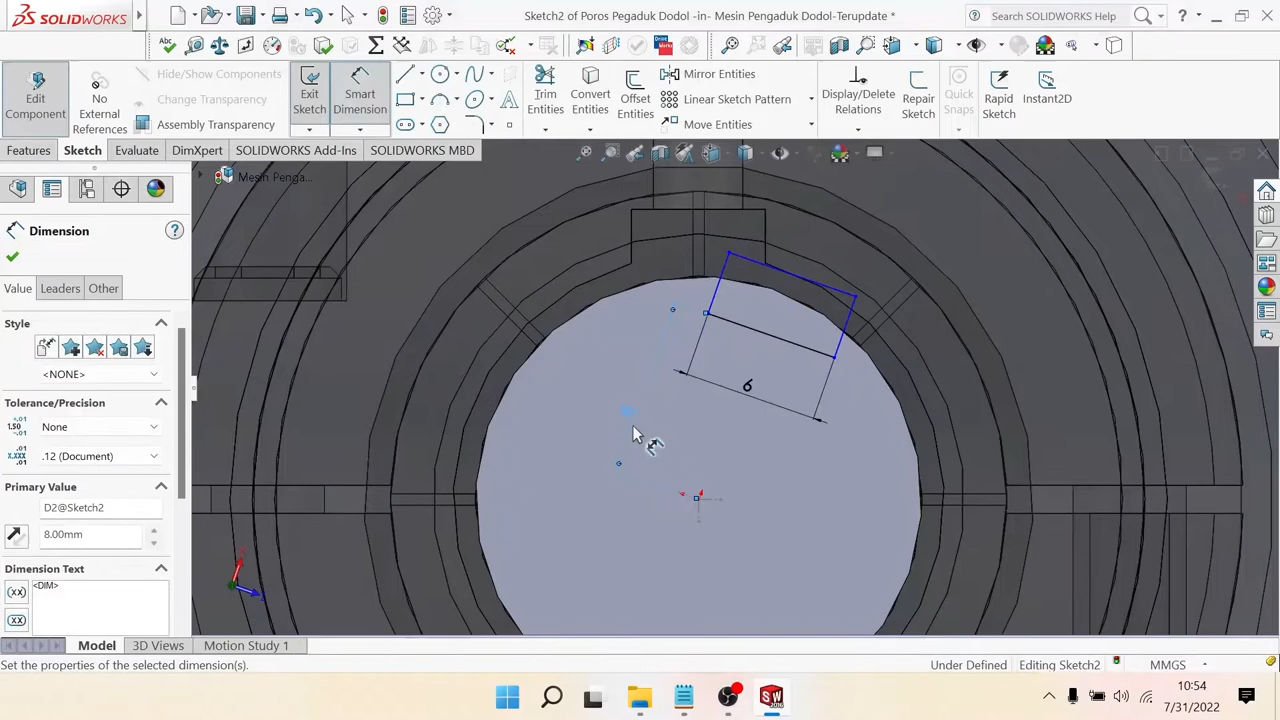 SOLIDWORKS
Sketch2 of Poros Pegaduk Dodol -in- Mesin Pengaduk Dodol-Terupdate *
Search SOLIDWORKS Help
Edit Component
No External References
Hide/Show Components
Change Transparency
Assembly Transparency
Exit Sketch
Smart Dimension
Trim Entities
Convert Entities
Offset Entities
Mirror Entities
Linear Sketch Pattern
Move Entities
Display/Delete Relations
Repair Sketch
Quick Snaps
Rapid Sketch
Instant2D
Features
Sketch
Evaluate
DimXpert
SOLIDWORKS Add-Ins
SOLIDWORKS MBD
Mesin Penga...
Dimension
Value
Leaders
Other
Style
<NONE>
Tolerance/Precision
None
.12 (Document)
Primary Value
D2@Sketch2
8.00mm
Dimension Text
<DIM>
6
Model
3D Views
Motion Study 1
Set the properties of the selected dimension(s).
Under Defined
Editing Sketch2
MMGS
10:54
7/31/2022